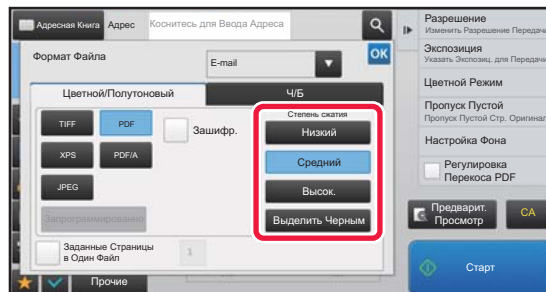 Адресная Книга
Адрес
Коснитесь для Ввода Адреса
Формат Файла
E-mail
OK
Цветной/Полутоновый
Ч/Б
TIFF
PDF
Зашифр.
XPS
PDF/A
JPEG
Запрограммированно
Степень сжатия
Низкий
Средний
Высок.
Выделить Черным
Заданные Страницы
в Один Файл
1
Прочие
Разрешение
Изменить Разрешение Передачи
Экспозиция
Указать Экспозиц. для Передачи
Цветной Режим
Пропуск Пустой
Пропуск Пустой Стр. Оригинал
Настройка Фона
Регулировка
Перекоса PDF
Предварит.
Просмотр
CA
Старт